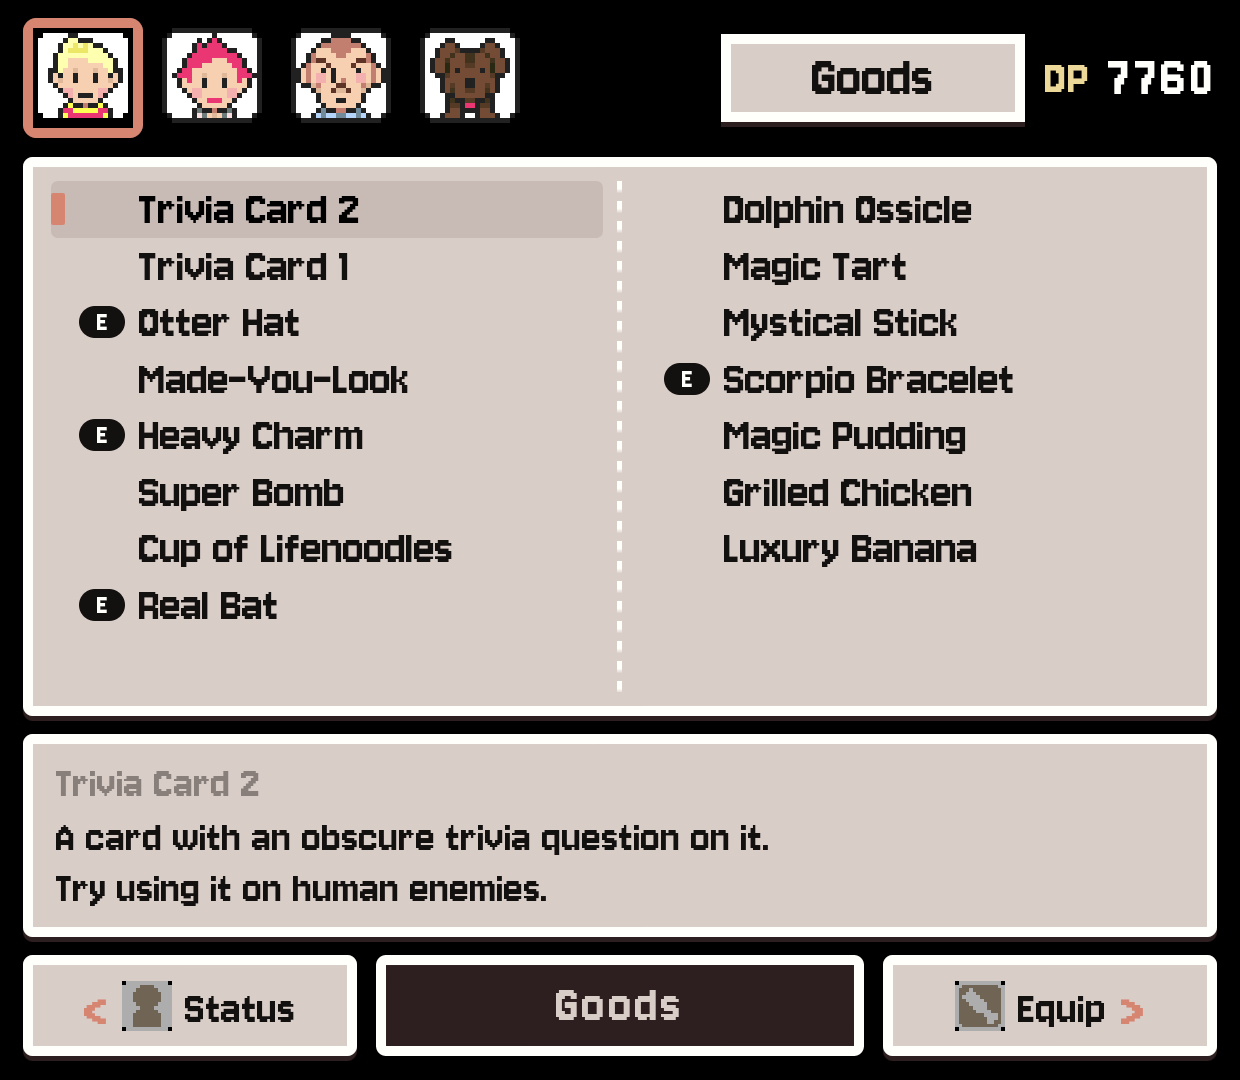 Goods
DP 7760
Trivia Card 2
Trivia Card 1
E Otter Hat
Made-You-Look
E Heavy Charm
Super Bomb
Cup of Lifenoodles
E Real Bat
Dolphin Ossicle
Magic Tart
Mystical Stick
E Scorpio Bracelet
Magic Pudding
Grilled Chicken
Luxury Banana
Trivia Card 2
A card with an obscure trivia question on it.
Try using it on human enemies.
< Status
Goods
Equip >